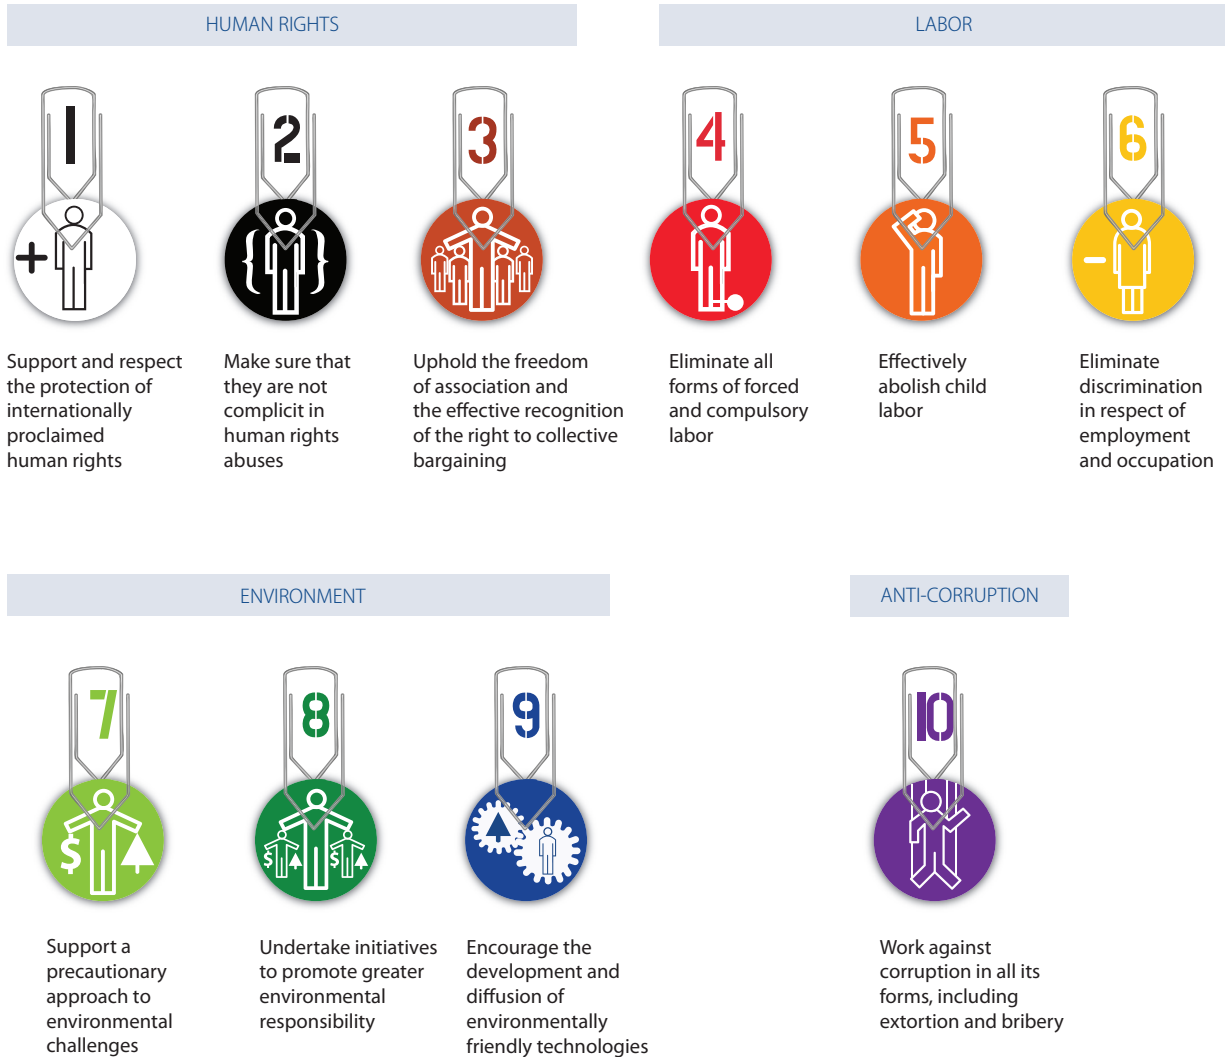 HUMAN RIGHTS
LABOR
1
2
3
4
5
6
+
{ }
-
Support and respect
the protection of
internationally
proclaimed
human rights
Make sure that
they are not
complicit in
human rights
abuses
Uphold the freedom
of association and
the effective recognition
of the right to collective
bargaining
Eliminate all
forms of forced
and compulsory
labor
Effectively
abolish child
labor
Eliminate
discrimination
in respect of
employment
and occupation
ENVIRONMENT
ANTI-CORRUPTION
7
8
9
10
$
$
$
Support a
precautionary
approach to
environmental
challenges
Undertake initiatives
to promote greater
environmental
responsibility
Encourage the
development and
diffusion of
environmentally
friendly technologies
Work against
corruption in all its
forms, including
extortion and bribery